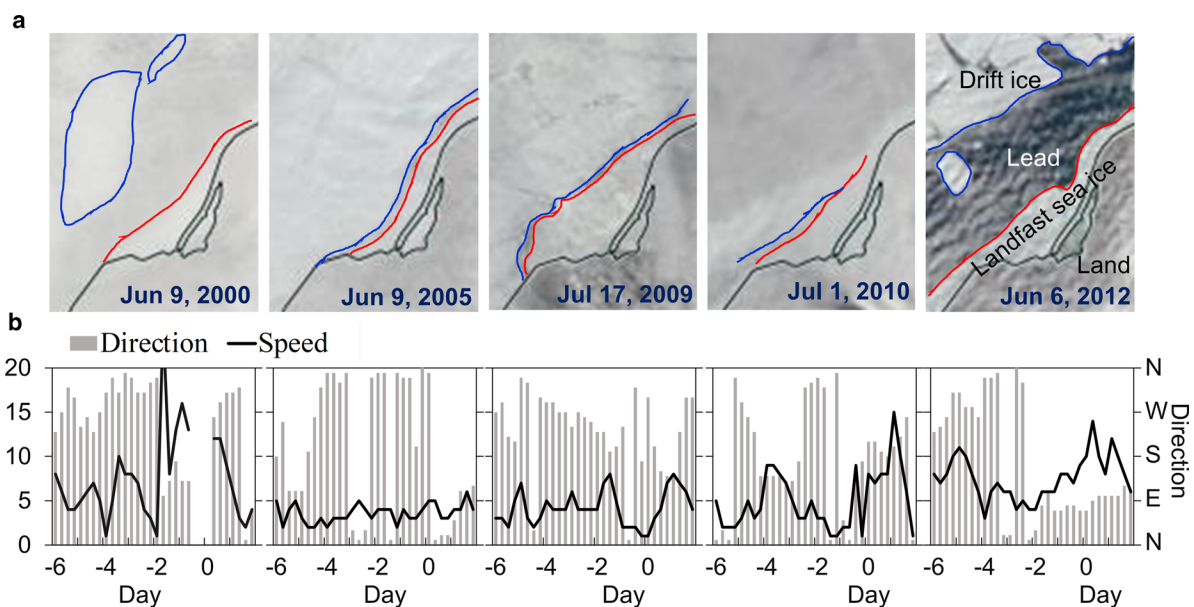 a
Drift ice
Lead
Landfast sea ice
Land
Jun 9, 2000
Jun 9, 2005
Jul 17, 2009
Jul 1, 2010
Jun 6, 2012
b
Direction Speed
20 N
15 W
10 S
5 E
0 N
Direction
-6 -4 -2 0 -6 -4 -2 0 -6 -4 -2 0 -6 -4 -2 0 -6 -4 -2 0
Day Day Day Day Day